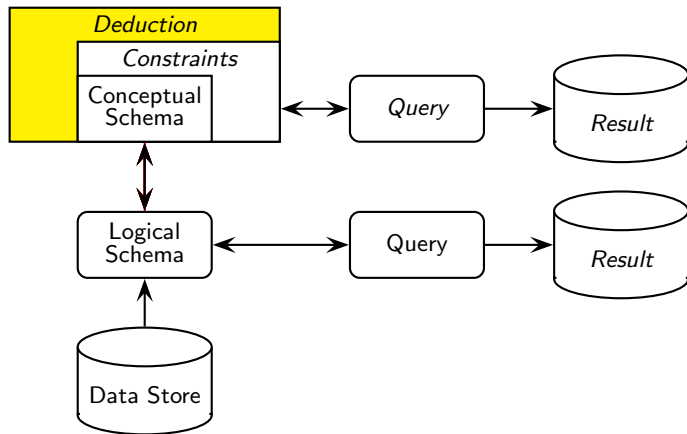 Deduction
Constraints
Conceptual
Schema
Query
Result
Logical
Schema
Query
Result
Data Store